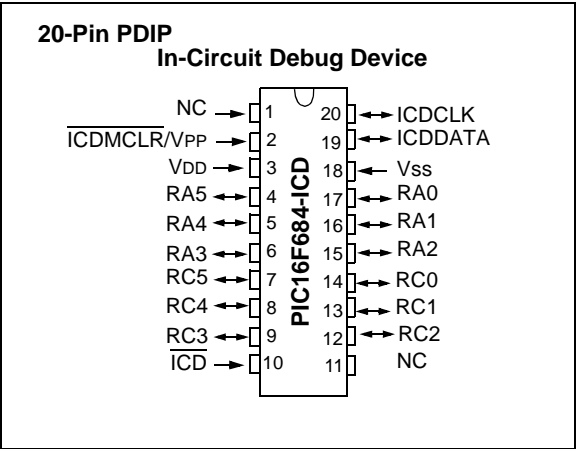 20-Pin PDIP
In-Circuit Debug Device
NC 1 20 ICDCLK
ICDMCLR/VPP 2 19 ICDDATA
VDD 3 18 Vss
RA5 4 17 RA0
RA4 5 16 RA1
RA3 6 15 RA2
RC5 7 14 RC0
RC4 8 13 RC1
RC3 9 12 RC2
ICD 10 11 NC
PIC16F684-ICD